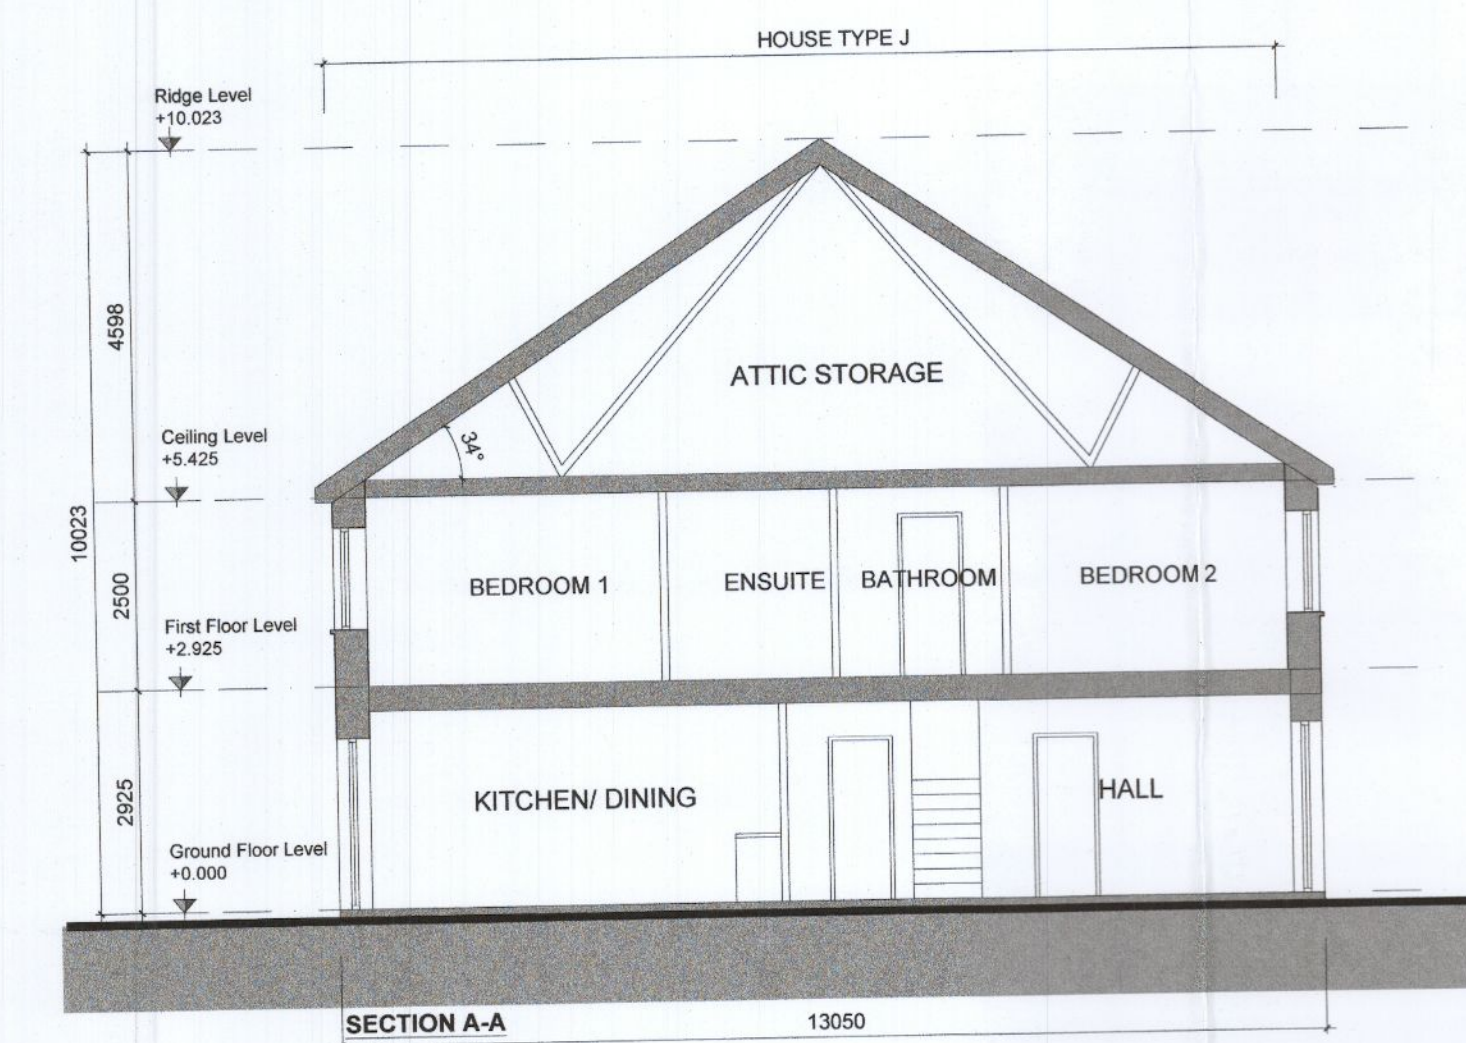 HOUSE TYPE J
Ridge Level
+10.023
4598
ATTIC STORAGE
34°
Ceiling Level
+5.425
10023
2500
BEDROOM 1
ENSUITE
BATHROOM
BEDROOM 2
First Floor Level
+2.925
2925
KITCHEN/ DINING
HALL
Ground Floor Level
+0.000
SECTION A-A
13050